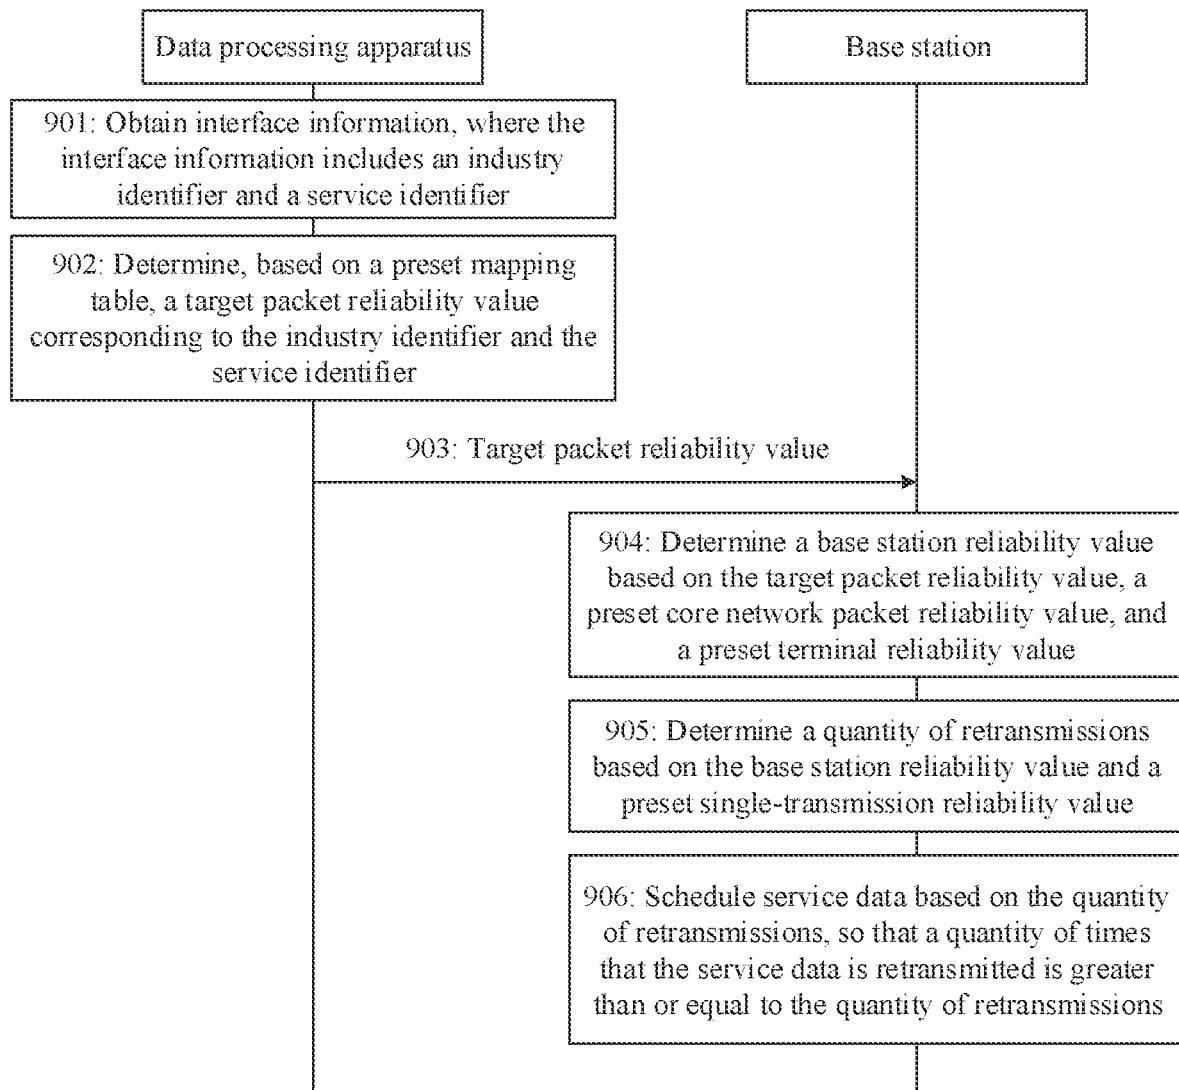 Data processing apparatus
Base station
901: Obtain interface information, where the
interface information includes an industry
identifier and a service identifier
902: Determine, based on a preset mapping
table, a target packet reliability value
corresponding to the industry identifier and the
service identifier
903: Target packet reliability value
904: Determine a base station reliability value
based on the target packet reliability value, a
preset core network packet reliability value, and
a preset terminal reliability value
905: Determine a quantity of retransmissions
based on the base station reliability value and a
preset single-transmission reliability value
906: Schedule service data based on the quantity
of retransmissions, so that a quantity of times
that the service data is retransmitted is greater
than or equal to the quantity of retransmissions